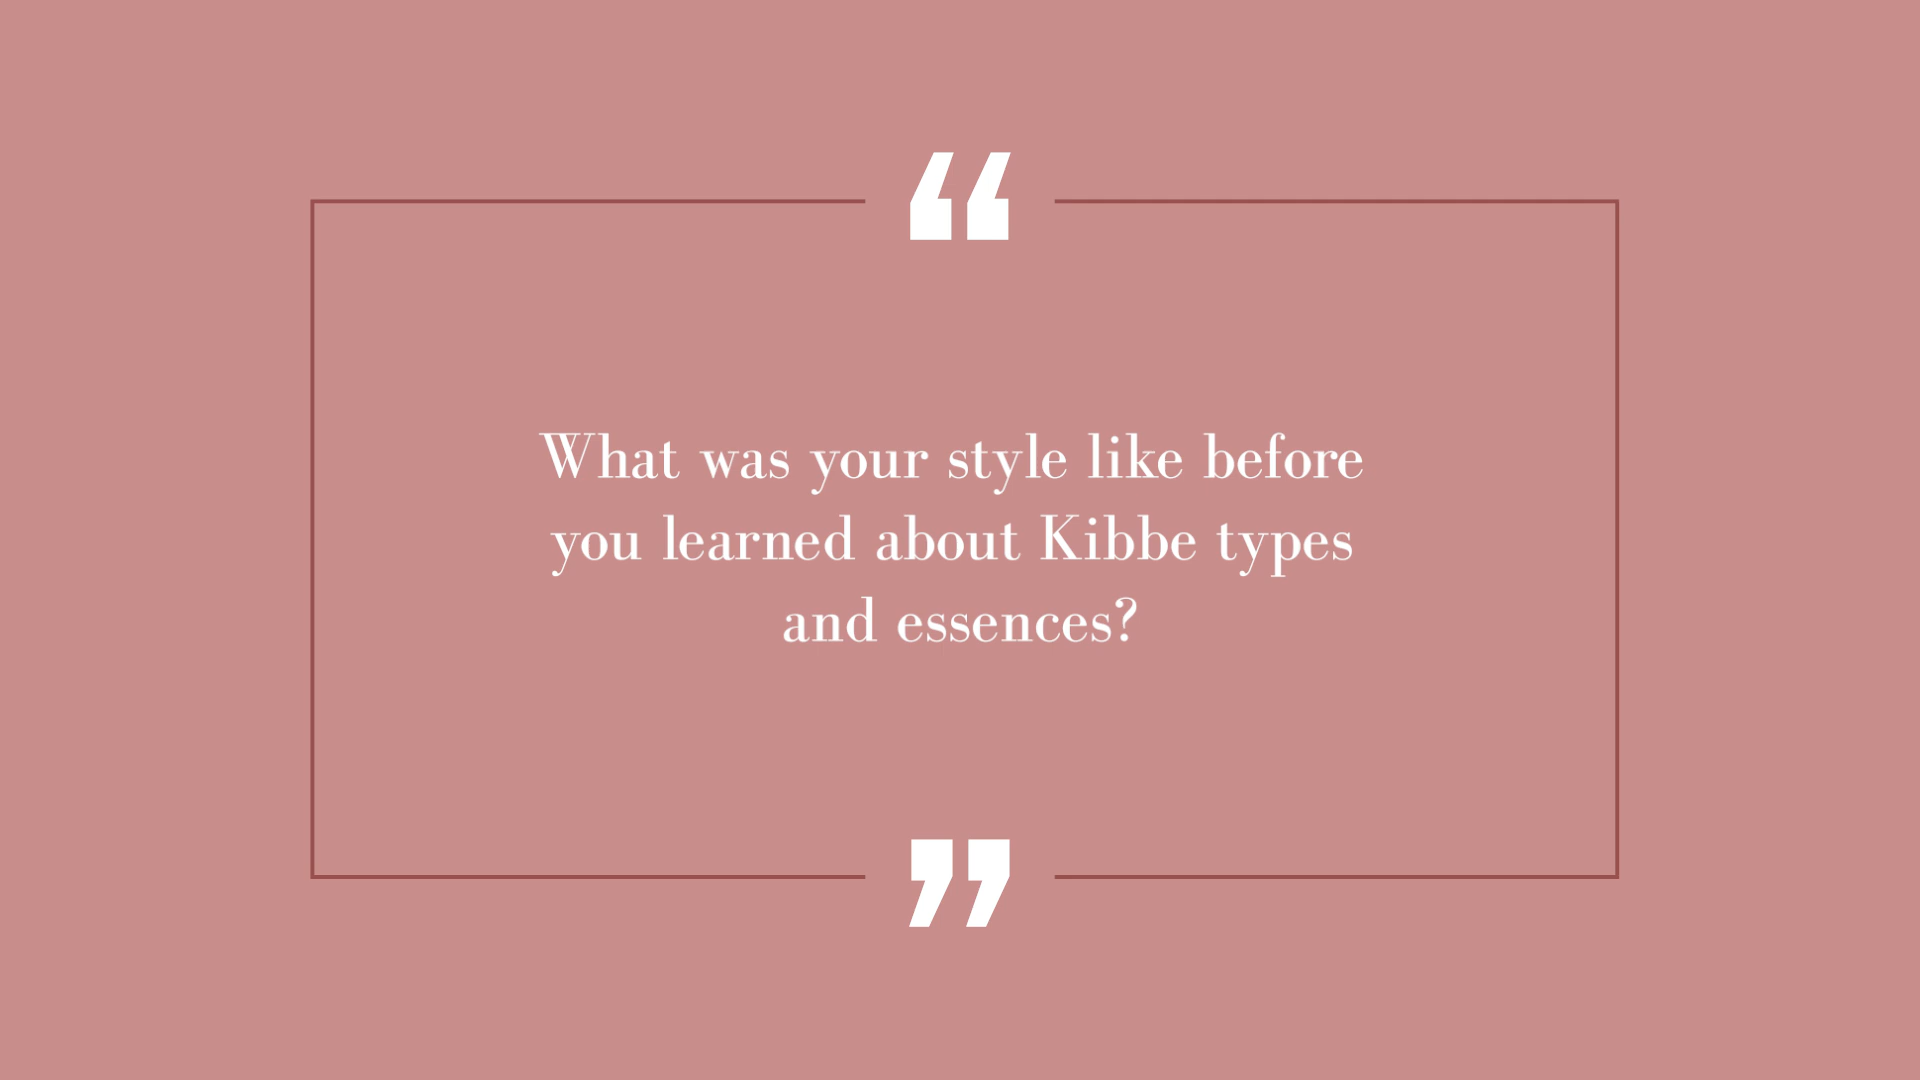 “
What was your style like before
you learned about Kibbe types
and essences?
”